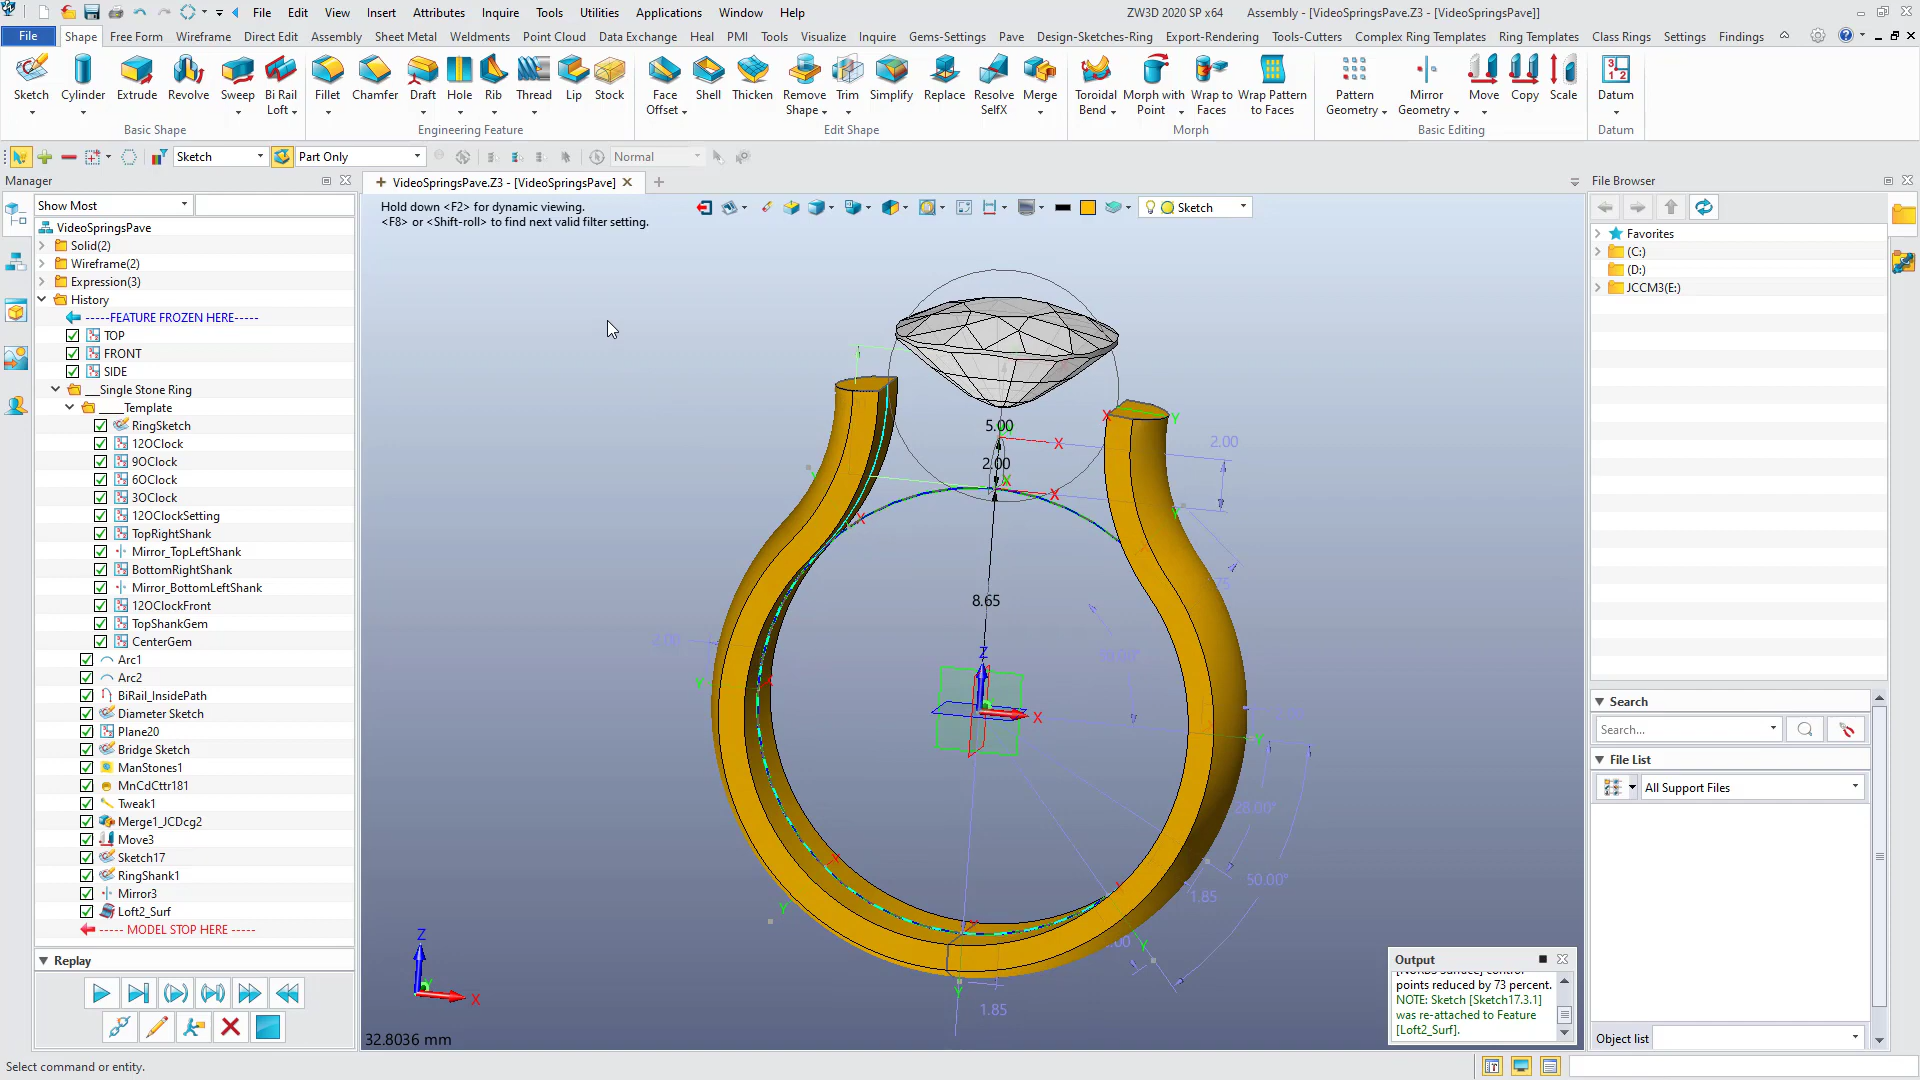 File
Edit
View
Insert
Attributes
Inquire
Tools
Utilities
Applications
Window
Help
ZW3D 2020 SP x64
Assembly - [VideoSpringsPave.Z3 - [VideoSpringsPave]]
File
Shape
Free Form
Wireframe
Direct Edit
Assembly
Sheet Metal
Weldments
Point Cloud
Data Exchange
Heal
PMI
Tools
Visualize
Inquire
Gems-Settings
Pave
Design-Sketches-Ring
Export-Rendering
Tools-Cutters
Complex Ring Templates
Ring Templates
Class Rings
Settings
Findings
Sketch
Cylinder
Extrude
Revolve
Sweep
Bi Rail
Loft
Fillet
Chamfer
Draft
Hole
Rib
Thread
Lip
Stock
Face
Offset
Shell
Thicken
Remove
Shape
Trim
Simplify
Replace
Resolve
SelfX
Merge
Toroidal
Bend
Morph with
Point
Wrap to
Faces
Wrap Pattern
to Faces
Pattern
Geometry
Mirror
Geometry
Move
Copy
Scale
Datum
Basic Shape
Engineering Feature
Edit Shape
Morph
Basic Editing
Datum
Sketch
Part Only
Normal
Manager
VideoSpringsPave.Z3 - [VideoSpringsPave]
File Browser
Show Most
VideoSpringsPave
Solid(2)
Wireframe(2)
Expression(3)
History
-----FEATURE FROZEN HERE-----
TOP
FRONT
SIDE
__Single Stone Ring
____Template
RingSketch
12OClock
9OClock
6OClock
3OClock
12OClockSetting
TopRightShank
Mirror_TopLeftShank
BottomRightShank
Mirror_BottomLeftShank
12OClockFront
TopShankGem
CenterGem
Arc1
Arc2
BiRail_InsidePath
Diameter Sketch
Plane20
Bridge Sketch
ManStones1
MnCdCttr181
Tweak1
Merge1_JCDcg2
Move3
Sketch17
RingShank1
Mirror3
Loft2_Surf
----- MODEL STOP HERE -----
Replay
Hold down <F2> for dynamic viewing.
<F8> or <Shift-roll> to find next valid filter setting.
Sketch
5.00
2.00
2.00
8.65
28.00°
50.00°
1.85
1.85
X
Y
Z
X
Z
X
32.8036 mm
Output
points reduced by 73 percent.
NOTE: Sketch [Sketch17.3.1]
was re-attached to Feature
[Loft2_Surf].
Favorites
(C:)
(D:)
JCCM3(E:)
Search
Search...
File List
All Support Files
Object list
Select command or entity.